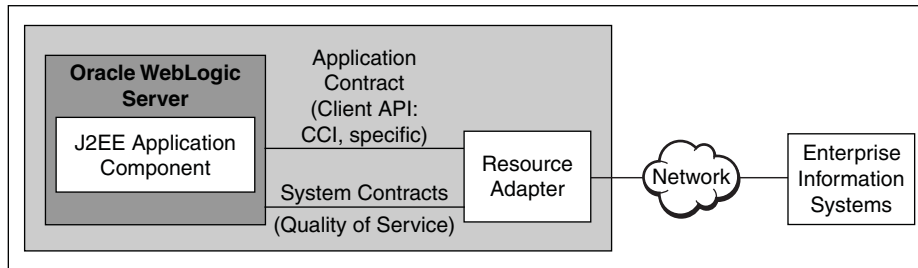 Oracle WebLogic
Server
J2EE Application
Component
Application
Contract
(Client API:
CCI, specific)
System Contracts
(Quality of Service)
Resource
Adapter
Network
Enterprise
Information
Systems